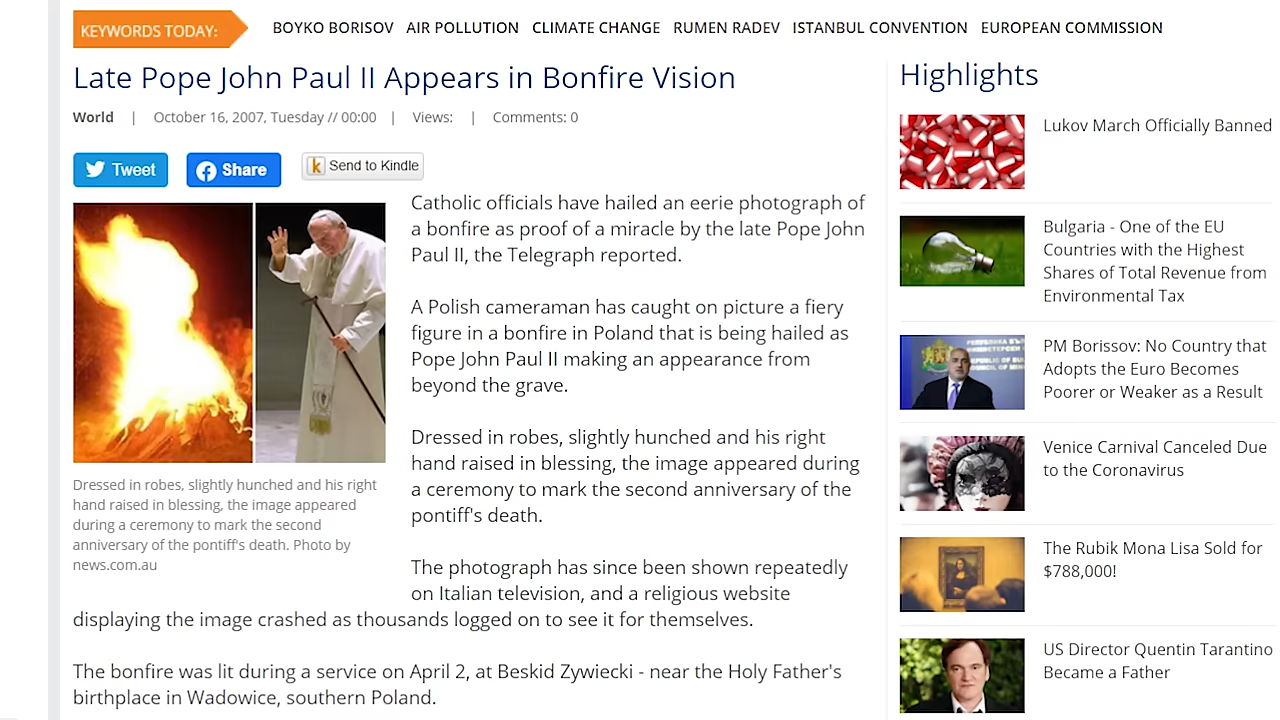 KEYWORDS TODAY:
BOYKO BORISOV AIR POLLUTION CLIMATE CHANGE RUMEN RADEV ISTANBUL CONVENTION EUROPEAN COMMISSION
Late Pope John Paul II Appears in Bonfire Vision
World | October 16, 2007, Tuesday // 00:00 | Views: | Comments: 0
Tweet
Share
k Send to Kindle
Catholic officials have hailed an eerie photograph of
a bonfire as proof of a miracle by the late Pope John
Paul II, the Telegraph reported.
A Polish cameraman has caught on picture a fiery
figure in a bonfire in Poland that is being hailed as
Pope John Paul II making an appearance from
beyond the grave.
Dressed in robes, slightly hunched and his right
hand raised in blessing, the image appeared during
a ceremony to mark the second anniversary of the
pontiff's death.
Dressed in robes, slightly hunched and his right
hand raised in blessing, the image appeared
during a ceremony to mark the second
anniversary of the pontiff's death. Photo by
news.com.au
The photograph has since been shown repeatedly
on Italian television, and a religious website
displaying the image crashed as thousands logged on to see it for themselves.
The bonfire was lit during a service on April 2, at Beskid Zywiecki - near the Holy Father's
birthplace in Wadowice, southern Poland.
Highlights
Lukov March Officially Banned
Bulgaria - One of the EU
Countries with the Highest
Shares of Total Revenue from
Environmental Tax
PM Borissov: No Country that
Adopts the Euro Becomes
Poorer or Weaker as a Result
Venice Carnival Canceled Due
to the Coronavirus
The Rubik Mona Lisa Sold for
$788,000!
US Director Quentin Tarantino
Became a Father